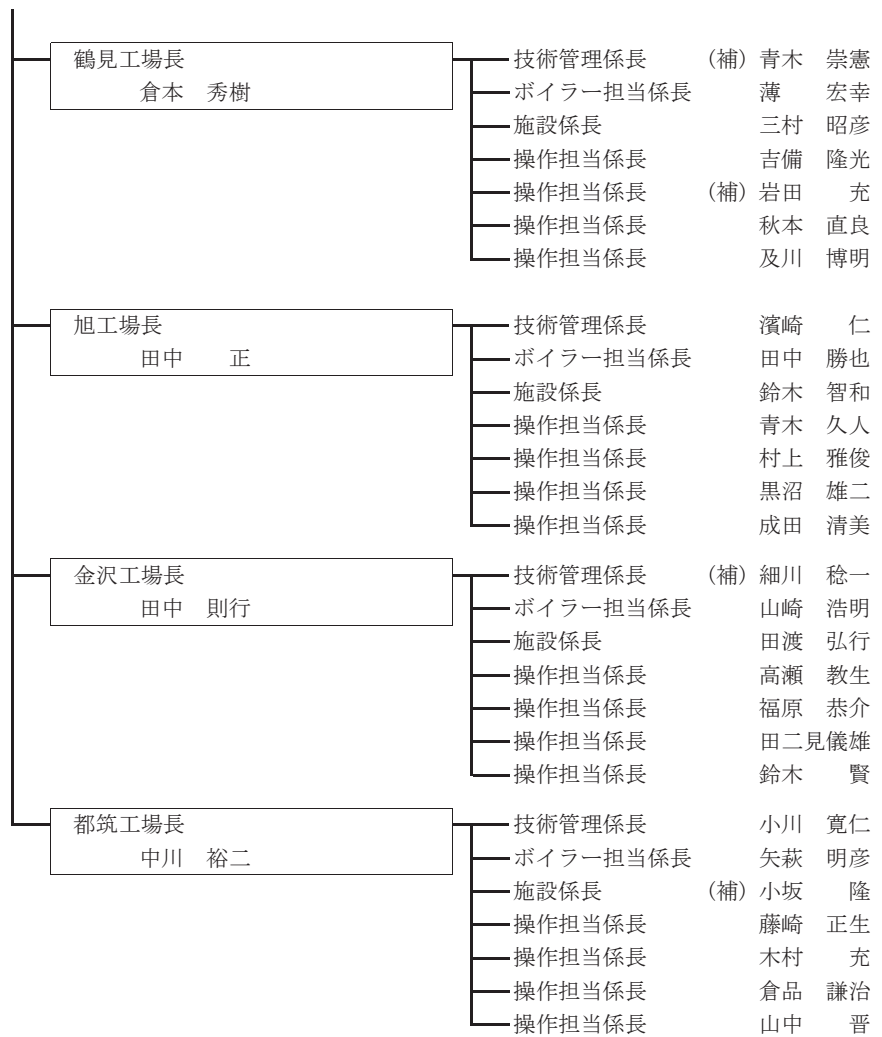 鶴見工場長
倉本　秀樹
技術管理係長　（補）青木　崇憲
ボイラー担当係長　薄　　宏幸
施設係長　三村　昭彦
操作担当係長　吉備　隆光
操作担当係長　（補）岩田　　充
操作担当係長　秋本　直良
操作担当係長　及川　博明
旭工場長
田中　　正
技術管理係長　濱崎　　仁
ボイラー担当係長　田中　勝也
施設係長　鈴木　智和
操作担当係長　青木　久人
操作担当係長　村上　雅俊
操作担当係長　黒沼　雄二
操作担当係長　成田　清美
金沢工場長
田中　則行
技術管理係長　（補）細川　稔一
ボイラー担当係長　山崎　浩明
施設係長　田渡　弘行
操作担当係長　高瀬　教生
操作担当係長　福原　恭介
操作担当係長　田二見儀雄
操作担当係長　鈴木　　賢
都筑工場長
中川　裕二
技術管理係長　小川　寛仁
ボイラー担当係長　矢萩　明彦
施設係長　（補）小坂　　隆
操作担当係長　藤崎　正生
操作担当係長　木村　　充
操作担当係長　倉品　謙治
操作担当係長　山中　　晋